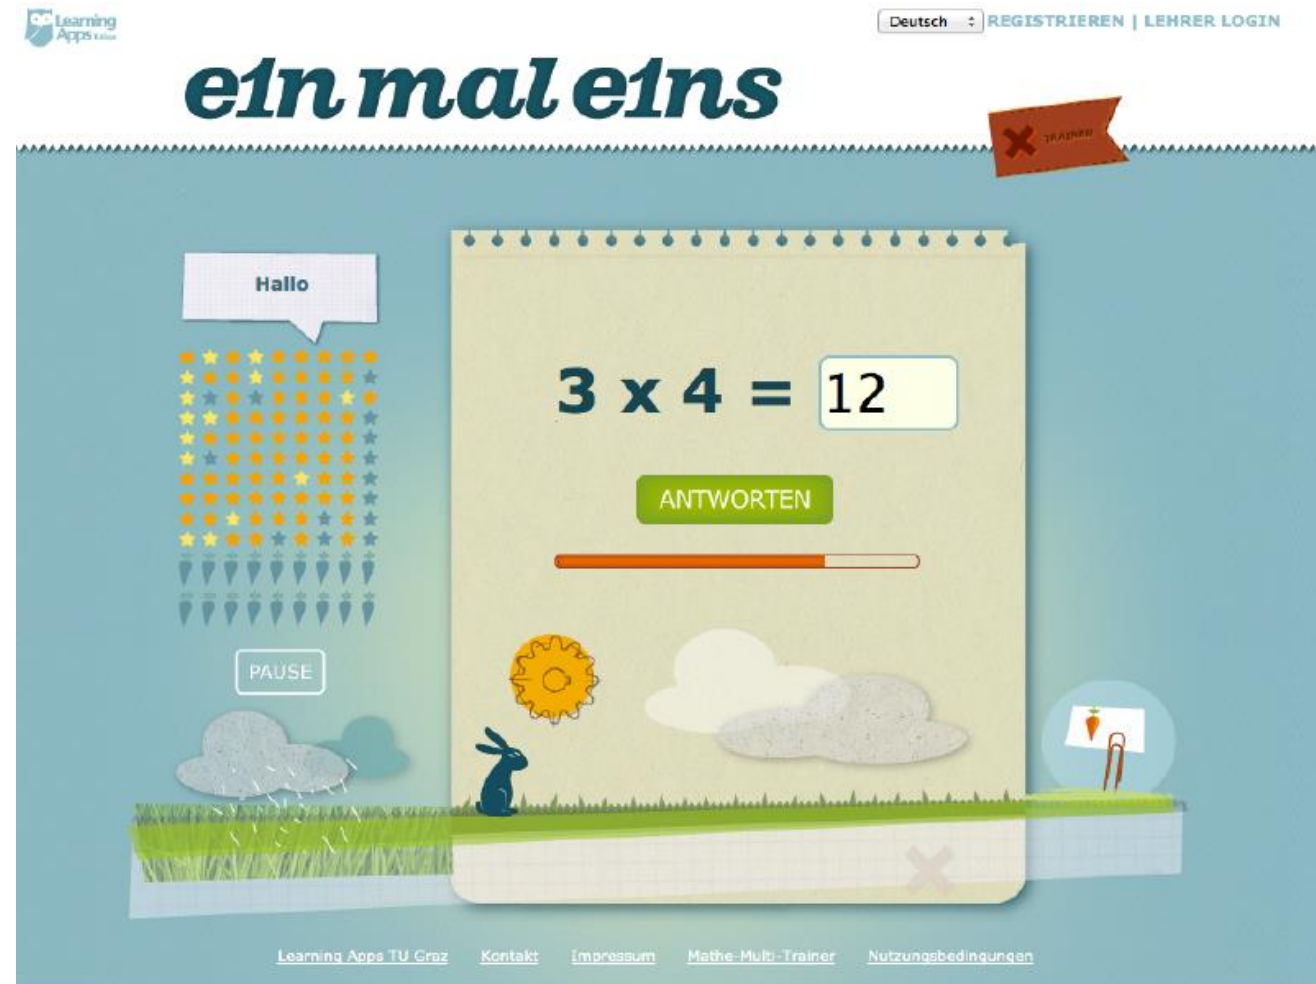 Learning
Apps
Deutsch
REGISTRIEREN | LEHRER LOGIN
e1n mal e1ns
TRAINER
Hallo
3 x 4 = 12
ANTWORTEN
PAUSE
Learning Apps TU Graz Kontakt Impressum Mathe-Multi-Trainer Nutzungsbedingungen